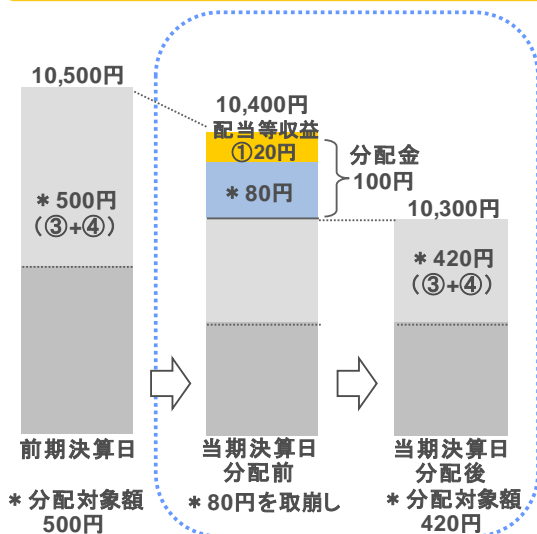 10,500円
＊500円
（③+④）
前期決算日
＊分配対象額
500円
10,400円
配当等収益
①20円
＊80円
分配金
100円
当期決算日
分配前
＊80円を取崩し
10,300円
＊420円
（③+④）
当期決算日
分配後
＊分配対象額
420円